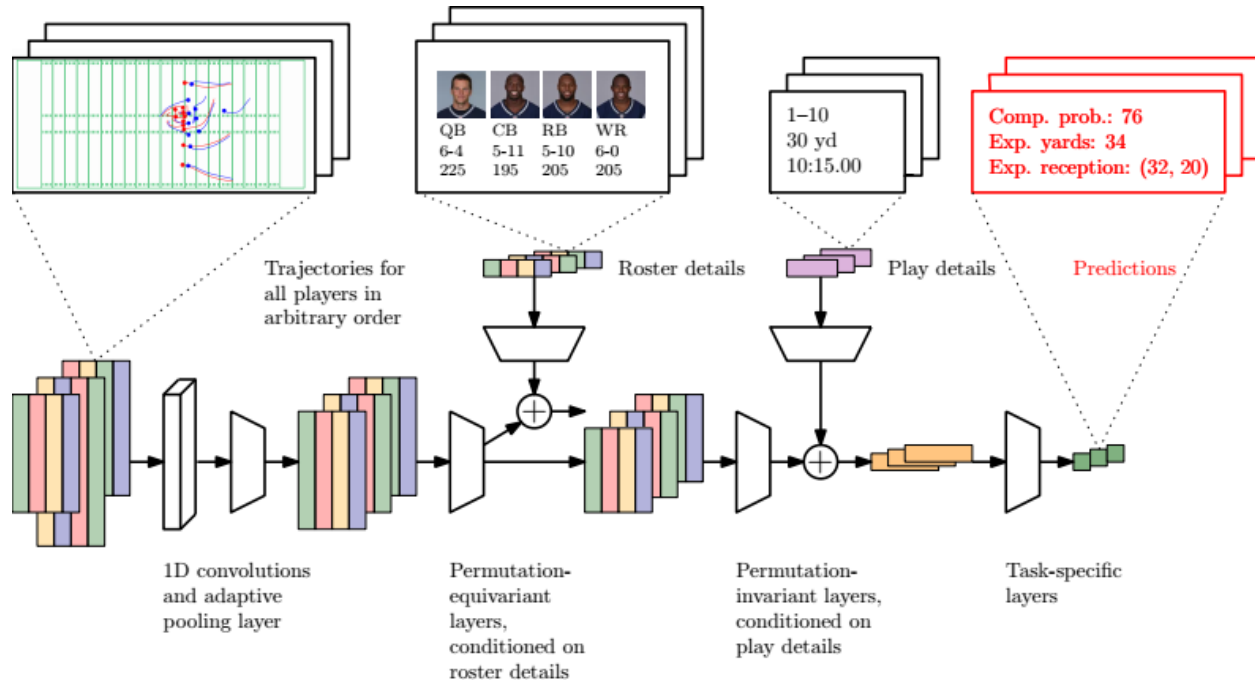 QB CB RB WR
6-4 5-11 5-10 6-0
225 195 205 205
1–10
30 yd
10:15.00
Comp. prob.: 76
Exp. yards: 34
Exp. reception: (32, 20)
Trajectories for
all players in
arbitrary order
Roster details
Play details
Predictions
1D convolutions
and adaptive
pooling layer
Permutation-
equivariant
layers,
conditioned on
roster details
Permutation-
invariant layers,
conditioned on
play details
Task-specific
layers